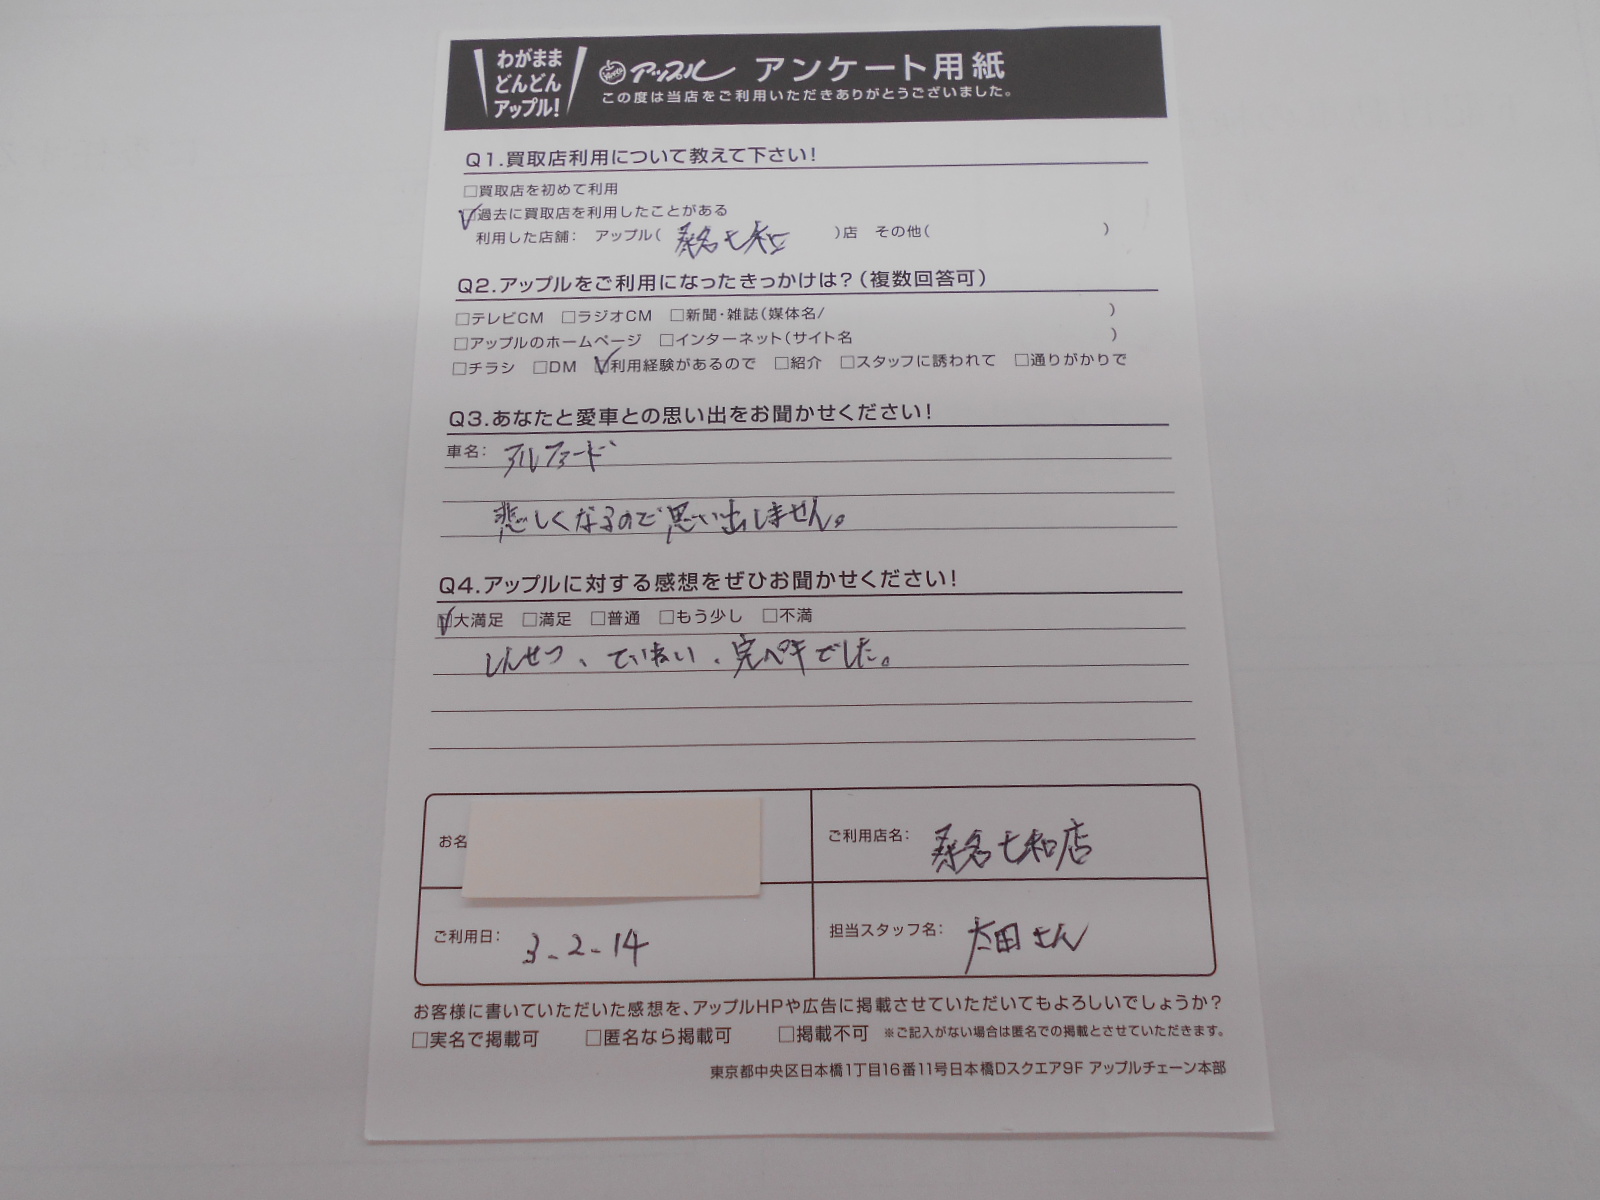 わがまま
どんどん
アップル!
アップル アンケート用紙
この度は当店をご利用いただきありがとうございました。
Q1.買取店利用について教えて下さい!
□買取店を初めて利用
☑過去に買取店を利用したことがある
利用した店舗: アップル( 桑名七和 )店 その他( )
Q2.アップルをご利用になったきっかけは?(複数回答可)
□テレビCM □ラジオCM □新聞・雑誌(媒体名/ )
□アップルのホームページ □インターネット(サイト名 )
□チラシ □DM ☑利用経験があるので □紹介 □スタッフに誘われて □通りがかりで
Q3.あなたと愛車との思い出をお聞かせください!
車名: アルファード
悲しくなるので思い出しません。
Q4.アップルに対する感想をぜひお聞かせください!
☑大満足 □満足 □普通 □もう少し □不満
しんせつ、ていねい、完ペキでした。
お名
ご利用店名: 桑名七和店
ご利用日: 3-2-14
担当スタッフ名: 太田さん
お客様に書いていただいた感想を、アップルHPや広告に掲載させていただいてもよろしいでしょうか?
□実名で掲載可 □匿名なら掲載可 □掲載不可 ※ご記入がない場合は匿名での掲載とさせていただきます。
東京都中央区日本橋1丁目16番11号日本橋Dスクエア9F アップルチェーン本部